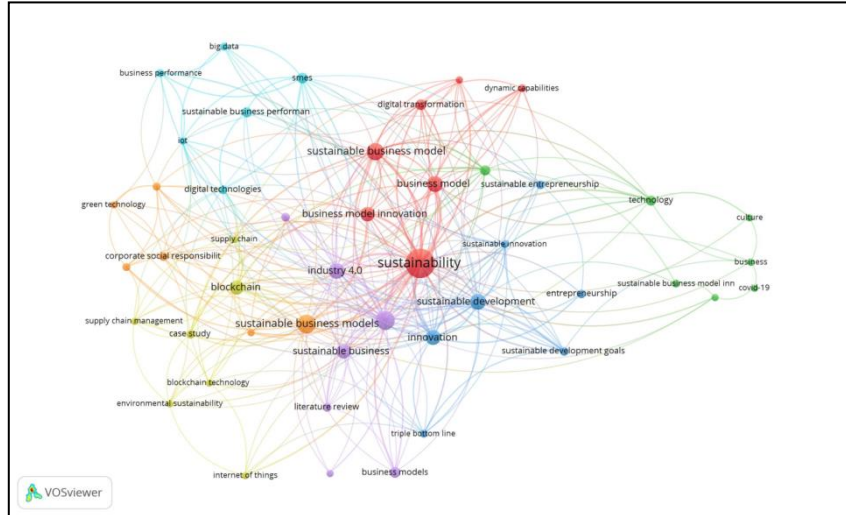 big data
business performance
smes
dynamic capabilities
digital transformation
sustainable business performan
iot
sustainable business model
business model
sustainable entrepreneurship
digital technologies
technology
green technology
business model innovation
culture
supply chain
sustainable innovation
corporate social responsibilit
sustainability
business
industry 4.0
blockchain
sustainable business model inn
covid-19
entrepreneurship
sustainable development
supply chain management
sustainable business models
case study
innovation
sustainable business
sustainable development goals
blockchain technology
environmental sustainability
literature review
triple bottom line
internet of things
business models
VOSviewer